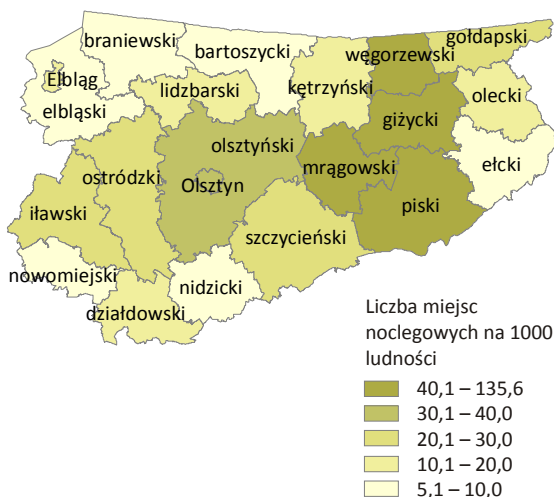 braniewski
bartoszycki
węgorzewski
gołdapski
Elbląg
lidzbarski
kętrzyński
olecki
elbląski
giżycki
olsztyński
mrągowski
ełcki
ostródzki
Olsztyn
iławski
piski
szczycieński
nowomiejski
nidzicki
działdowski
Liczba miejsc
noclegowych na 1000
ludności
40,1 – 135,6
30,1 – 40,0
20,1 – 30,0
10,1 – 20,0
5,1 – 10,0